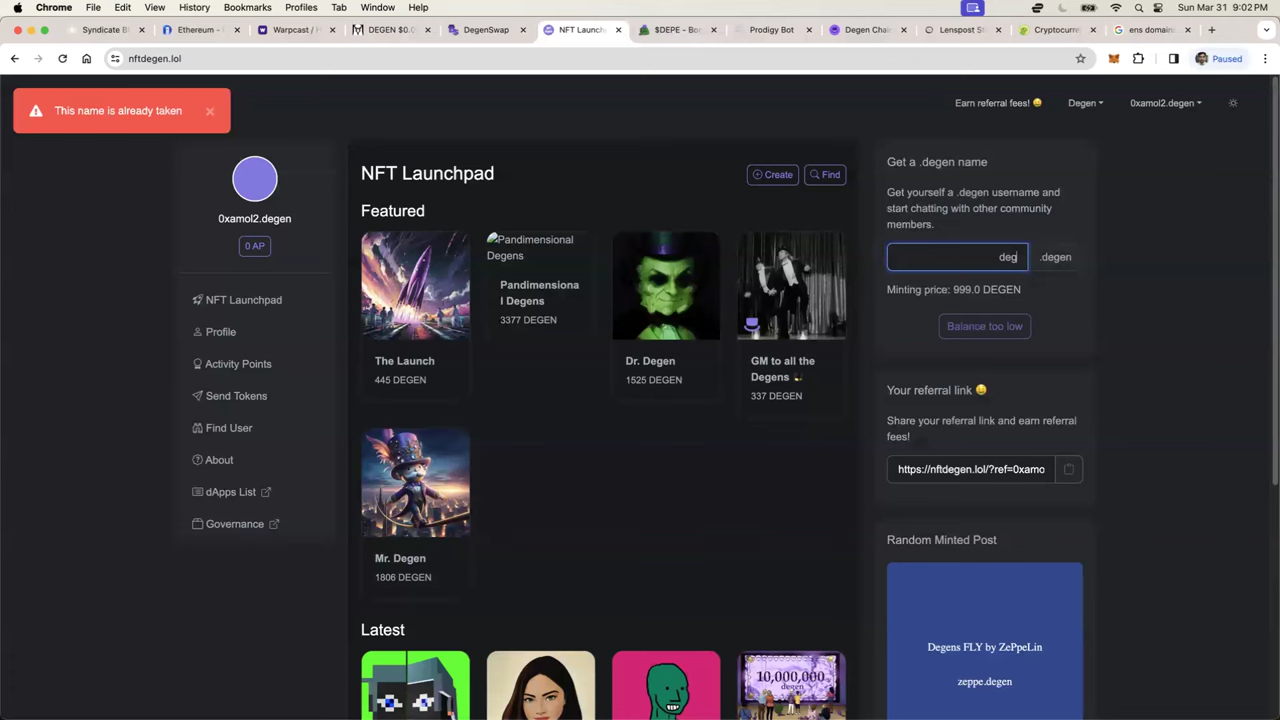 Chrome File Edit View History Bookmarks Profiles Tab Window Help Sun Mar 31 9:02 PM
Syndicate B Ethereum - Warpcast / H DEGEN $0. DegenSwap NFT Launch $DEPE - Bo Prodigy Bot Degen Chai Lenspost St Cryptocurre ens domain
nftdegen.lol Paused
This name is already taken
Earn referral fees! 😄 Degen 0xamol2.degen
0xamol2.degen
0 AP
NFT Launchpad
Profile
Activity Points
Send Tokens
Find User
About
dApps List
Governance
NFT Launchpad
Create Find
Featured
The Launch
445 DEGEN
Pandimensional
Degens
Pandimensiona
l Degens
3377 DEGEN
Dr. Degen
1525 DEGEN
GM to all the
Degens
337 DEGEN
Mr. Degen
1806 DEGEN
Latest
10,000,000
degen
Get a .degen name
Get yourself a .degen username and
start chatting with other community
members.
deg .degen
Minting price: 999.0 DEGEN
Balance too low
Your referral link 😄
Share your referral link and earn referral
fees!
https://nftdegen.lol/?ref=0xamo
Random Minted Post
Degens FLY by ZePpeLin
zeppe.degen